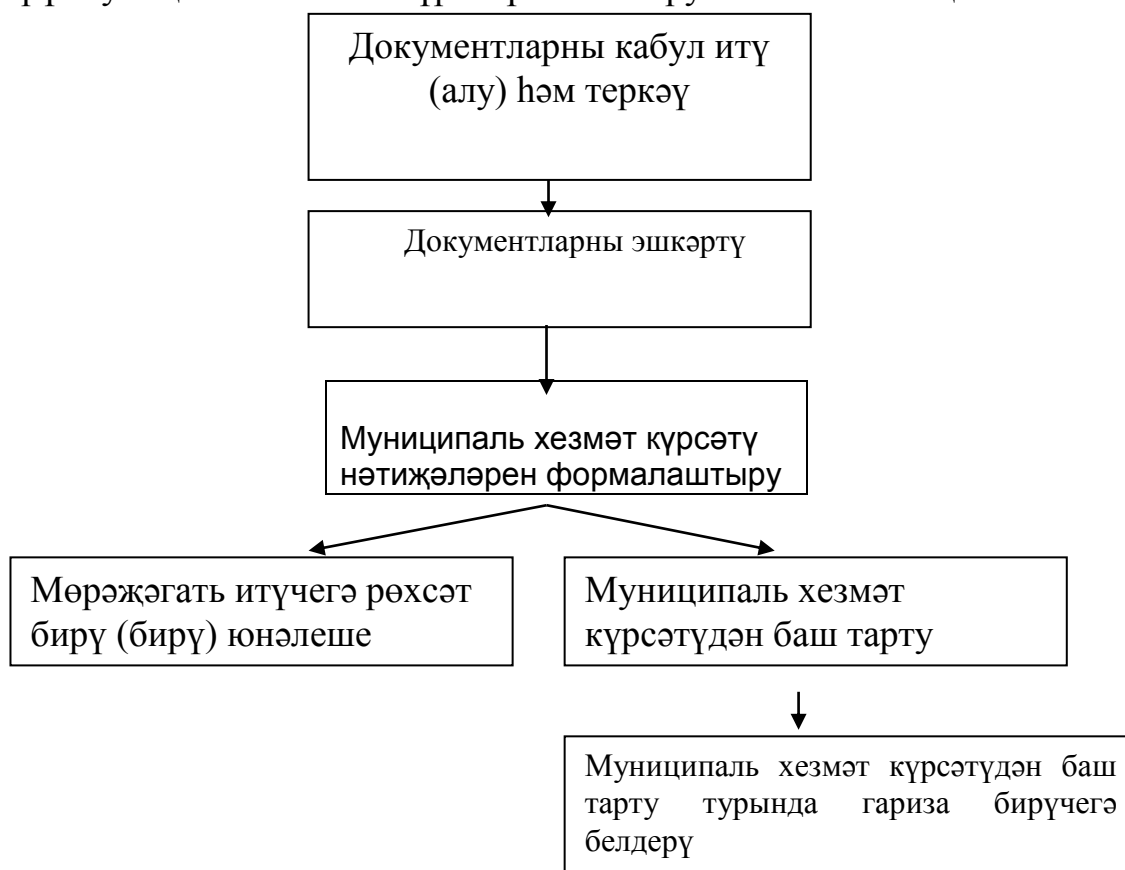 Документларны кабул итү
(алу) һәм теркәү
Документларны эшкәртү
Муниципаль хезмәт күрсәтү
нәтиҗәләрен формалаштыру
Мөрәҗәгать итүчегә рөхсәт
бирү (бирү) юнәлеше
Муниципаль хезмәт
күрсәтүдән баш тарту
Муниципаль хезмәт күрсәтүдән баш
тарту турында гариза бирүчегә
белдерү